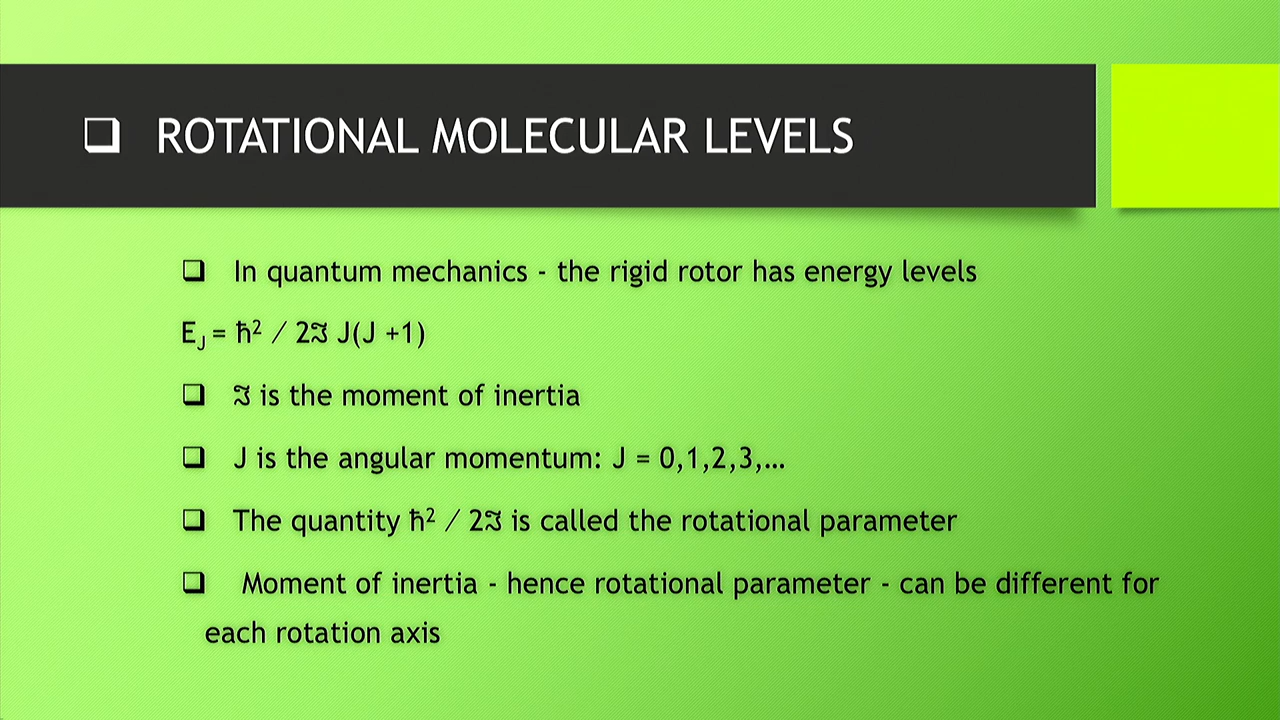 ❑ ROTATIONAL MOLECULAR LEVELS
❑ In quantum mechanics - the rigid rotor has energy levels
E_J = ħ² ∕ 2ℑ J(J +1)
❑ ℑ is the moment of inertia
❑ J is the angular momentum: J = 0,1,2,3,…
❑ The quantity ħ² ∕ 2ℑ is called the rotational parameter
❑ Moment of inertia - hence rotational parameter - can be different for
each rotation axis